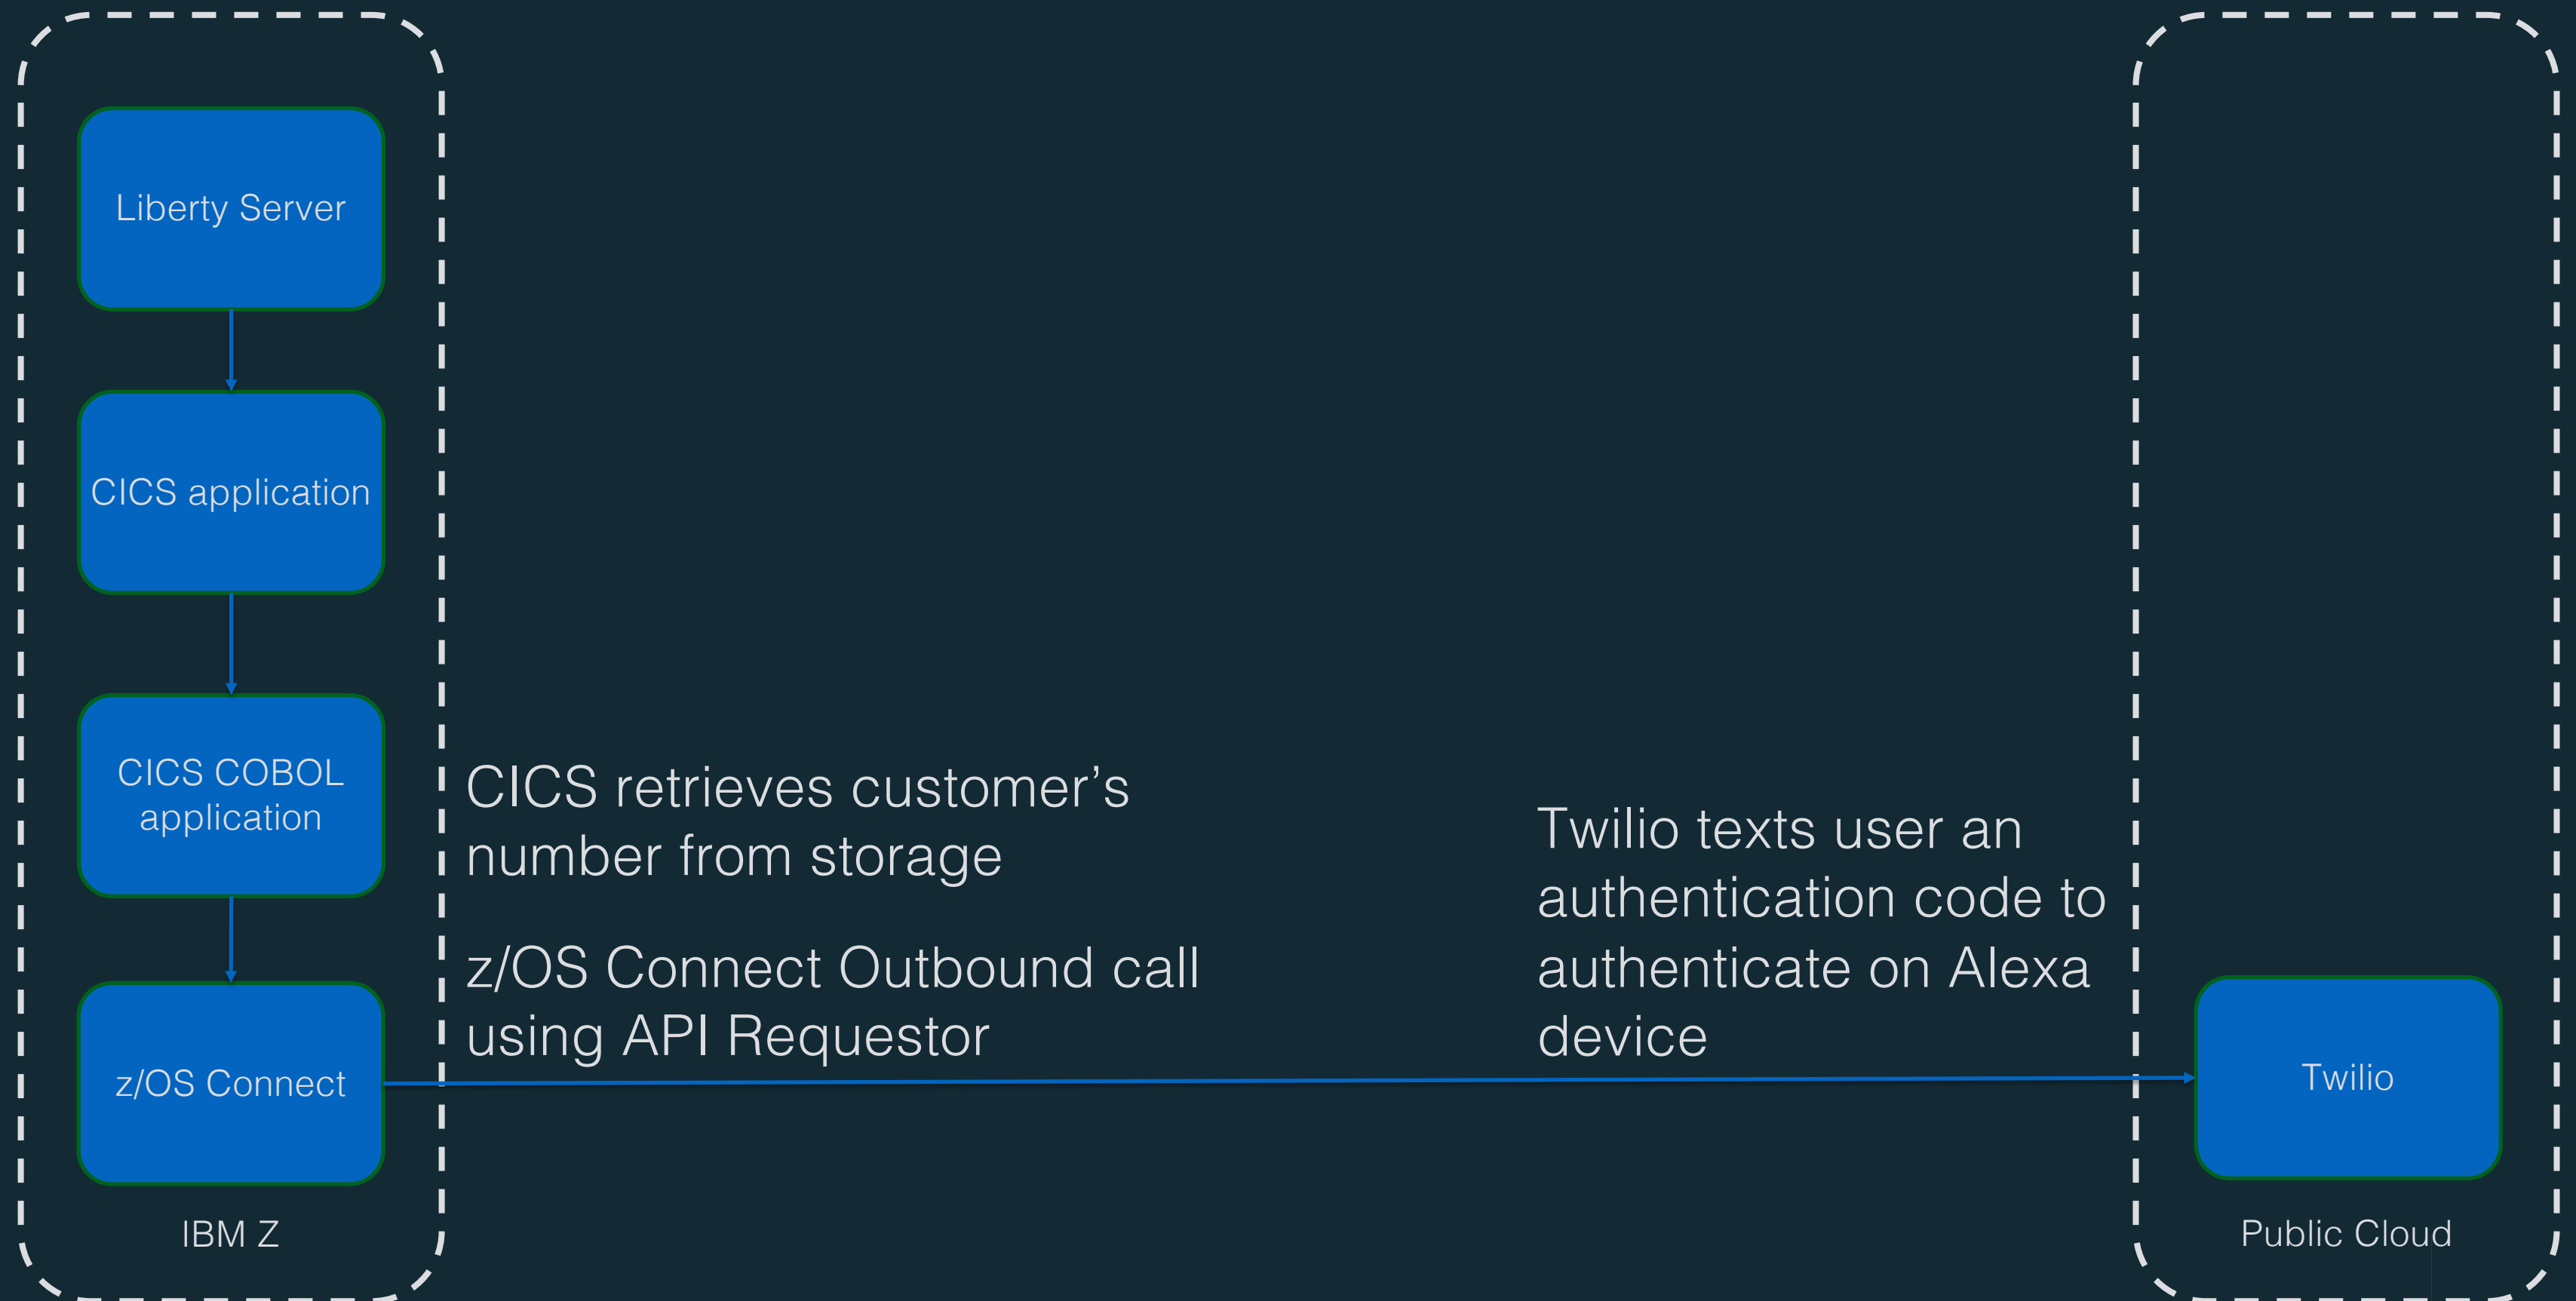 Liberty Server
CICS application
CICS COBOL
application
z/OS Connect
IBM Z
CICS retrieves customer’s
number from storage
z/OS Connect Outbound call
using API Requestor
Twilio texts user an
authentication code to
authenticate on Alexa
device
Twilio
Public Cloud